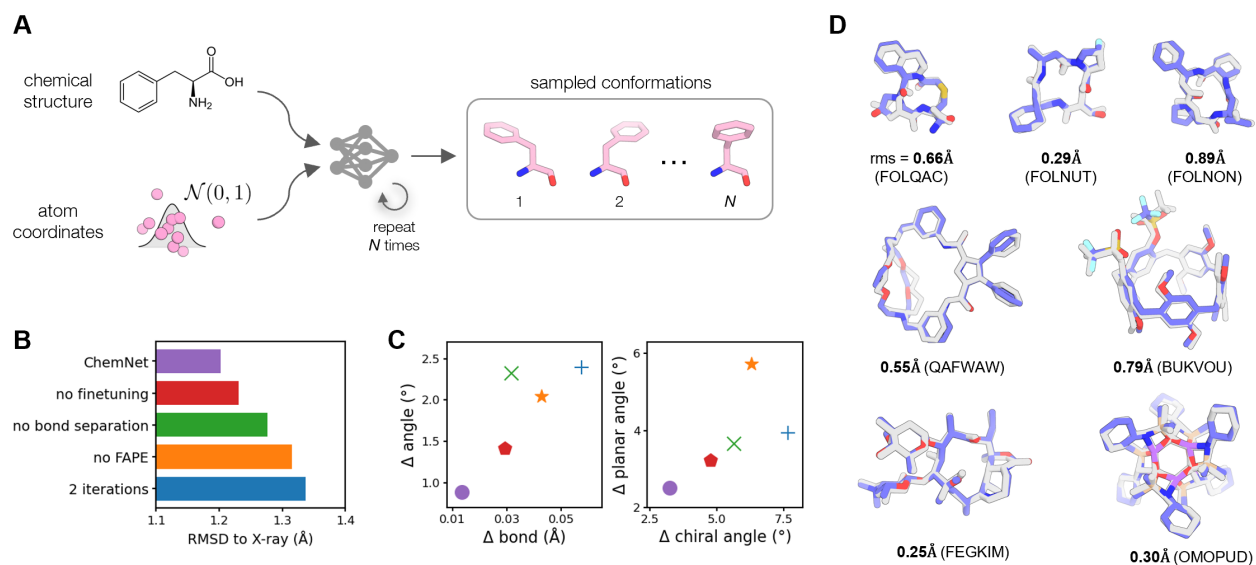 A
chemical
structure
O
OH
NH2
atom
coordinates
𝒩(0, 1)
repeat
N times
sampled conformations
1
2
...
N
B
ChemNet
no finetuning
no bond separation
no FAPE
2 iterations
1.1 1.2 1.3 1.4
RMSD to X-ray (Å)
C
2.5
2.0
1.5
1.0
Δ angle (°)
0.01 0.03 0.05
Δ bond (Å)
6
4
2
Δ planar angle (°)
2.5 5.0 7.5
Δ chiral angle (°)
D
rms = 0.66Å
(FOLQAC)
0.29Å
(FOLNUT)
0.89Å
(FOLNON)
0.55Å (QAFWAW)
0.79Å (BUKVOU)
0.25Å (FEGKIM)
0.30Å (OMOPUD)